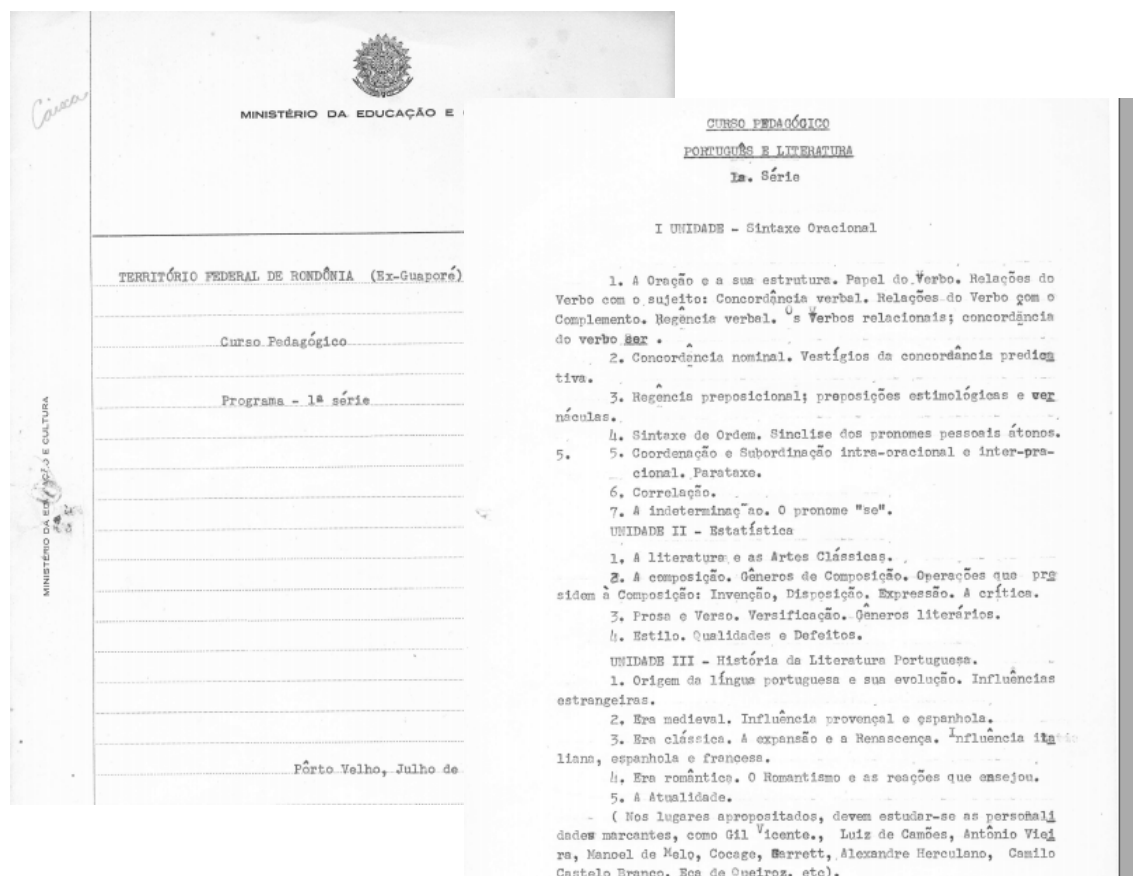 Caixa
MINISTÉRIO DA EDUCAÇÃO E
TERRITÓRIO FEDERAL DE RONDÔNIA (Ex-Guaporé)
Curso Pedagógico
Programa - 1ª série
Pôrto Velho, Julho de
MINISTÉRIO DA EDUCAÇÃO E CULTURA
CURSO PEDAGÓGICO
PORTUGUÊS E LITERATURA
1a. Série
I UNIDADE - Sintaxe Oracional
1. A Oração e a sua estrutura. Papel do Verbo. Relações do
Verbo com o sujeito: Concordância verbal. Relações do Verbo com o
Complemento. Regência verbal. Os Verbos relacionais; concordância
do verbo ser .
2. Concordância nominal. Vestígios da concordância predica
tiva.
3. Regência preposicional; preposições estimológicas e ver
náculas.
4. Sintaxe de Ordem. Sinclise dos pronomes pessoais átonos.
5. 5. Coordenação e Subordinação intra-oracional e inter-pra-
cional. Parataxe.
6. Correlação.
7. A indeterminaç~ao. O pronome "se".
UNIDADE II - Estatística
1. A literatura e as Artes Clássicas.
2. A composição. Gêneros de Composição. Operações que pre
sidem à Composição: Invenção, Disposição. Expressão. A crítica.
3. Prosa e Verso. Versificação. Gêneros literários.
4. Estilo. Qualidades e Defeitos.
UNIDADE III - História da Literatura Portuguesa.
1. Origem da língua portuguesa e sua evolução. Influências
estrangeiras.
2. Era medieval. Influência provençal e espanhola.
3. Era clássica. A expansão e a Renascença. Influência ita
liana, espanhola e francesa.
4. Era romântica. O Romantismo e as reações que ensejou.
5. A Atualidade.
( Nos lugares apropositados, devem estudar-se as personali
dades marcantes, como Gil Vicente., Luiz de Camões, Antônio Viei
ra, Manoel de Melo, Cocage, Garrett, Alexandre Herculano, Camilo
Castelo Branco, Eça de Queiroz, etc).